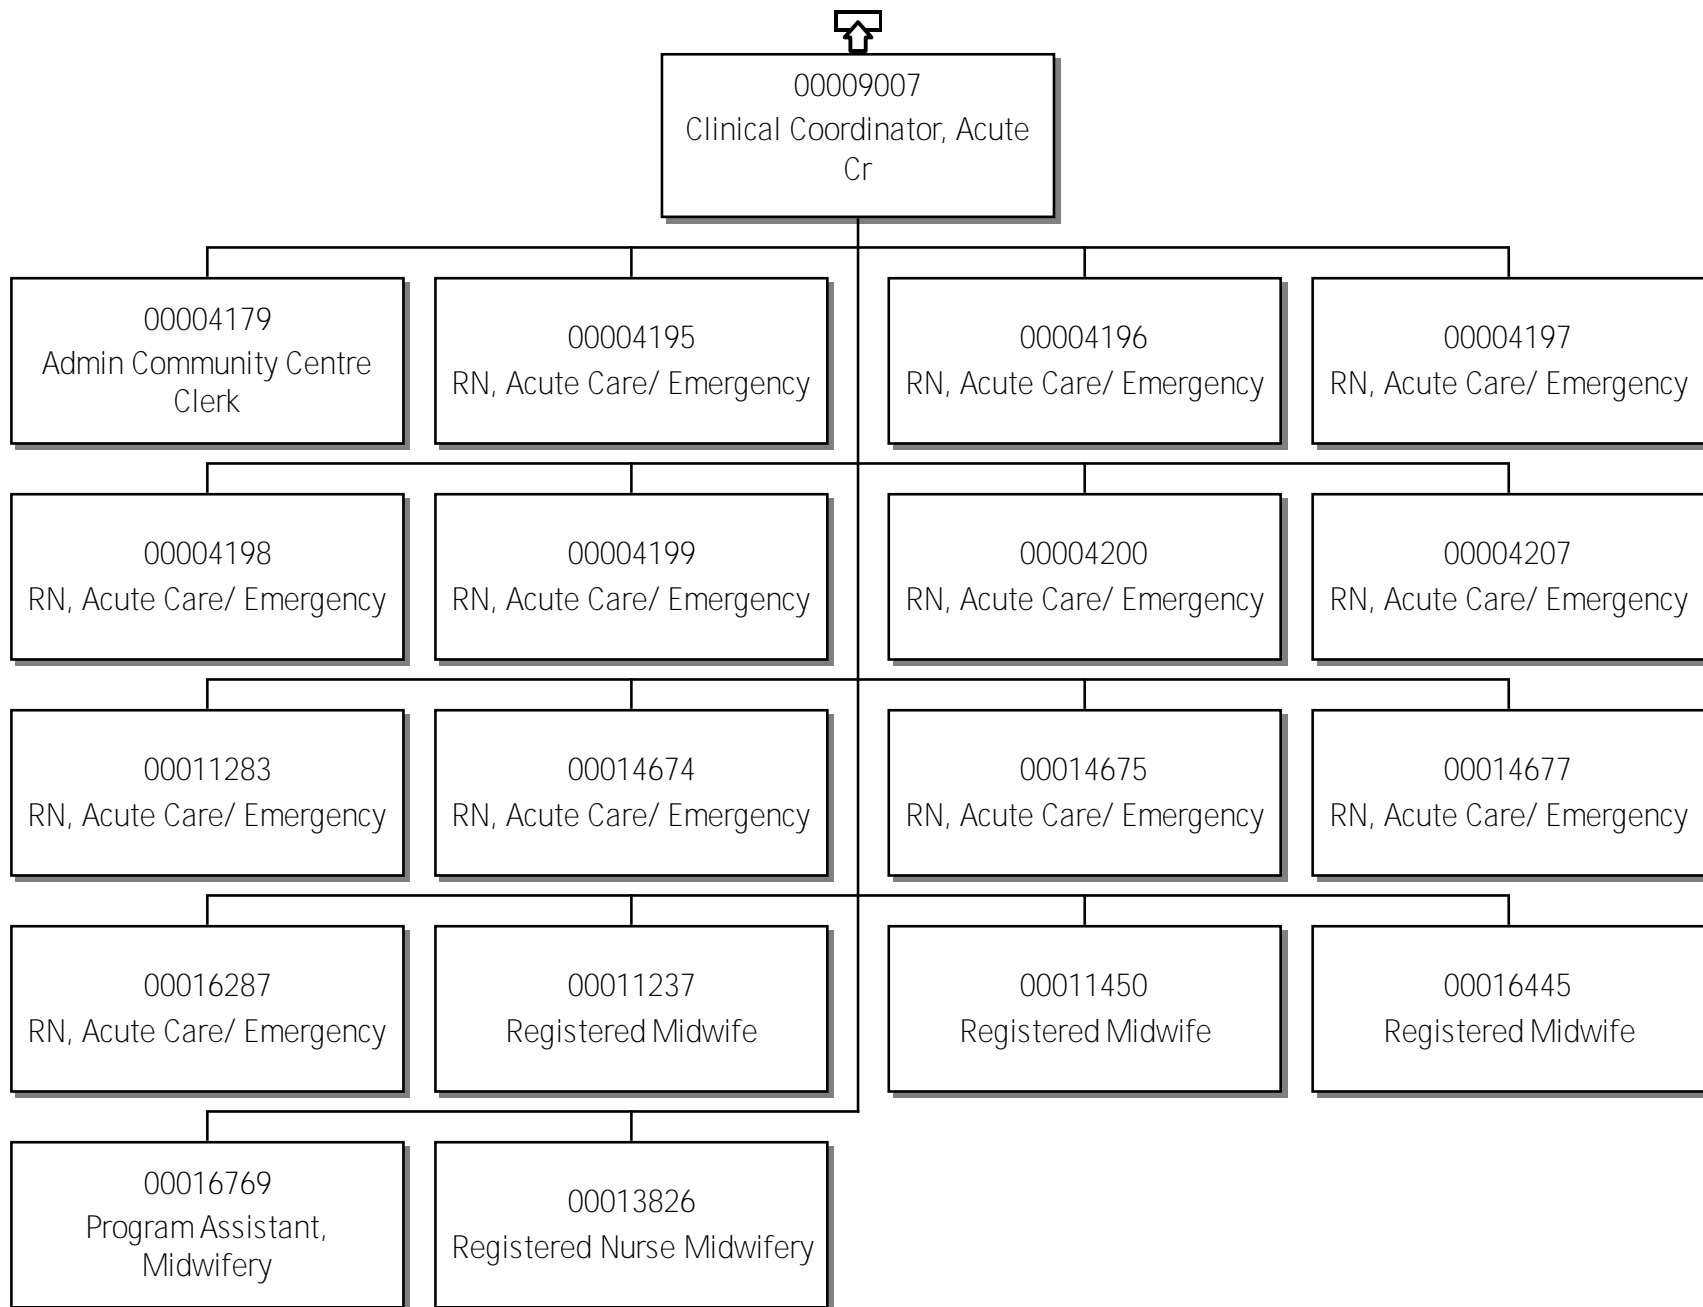 00009007
Clinical Coordinator, Acute
Cr
00004179
Admin Community Centre
Clerk
00004195
RN, Acute Care/ Emergency
00004196
RN, Acute Care/ Emergency
00004197
RN, Acute Care/ Emergency
00004198
RN, Acute Care/ Emergency
00004199
RN, Acute Care/ Emergency
00004200
RN, Acute Care/ Emergency
00004207
RN, Acute Care/ Emergency
00011283
RN, Acute Care/ Emergency
00014674
RN, Acute Care/ Emergency
00014675
RN, Acute Care/ Emergency
00014677
RN, Acute Care/ Emergency
00016287
RN, Acute Care/ Emergency
00011237
Registered Midwife
00011450
Registered Midwife
00016445
Registered Midwife
00016769
Program Assistant,
Midwifery
00013826
Registered Nurse Midwifery